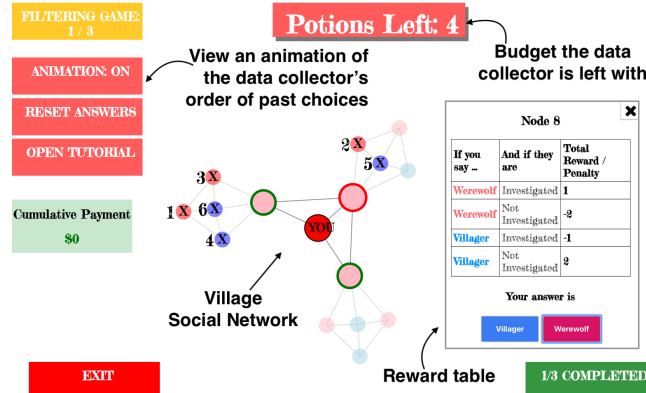 FILTERING GAME:
1 / 3
Potions Left: 4
ANIMATION: ON
View an animation of
the data collector's
order of past choices
Budget the data
collector is left with
RESET ANSWERS
OPEN TUTORIAL
Cumulative Payment
$0
2 X
5 X
3 X
1 X
6 X
4 X
YOU
Village
Social Network
X
Node 8
If you say ... And if they are Total Reward / Penalty
Werewolf Investigated 1
Werewolf Not Investigated -2
Villager Investigated -1
Villager Not Investigated 2
Your answer is
Villager Werewolf
Reward table
EXIT
1/3 COMPLETED